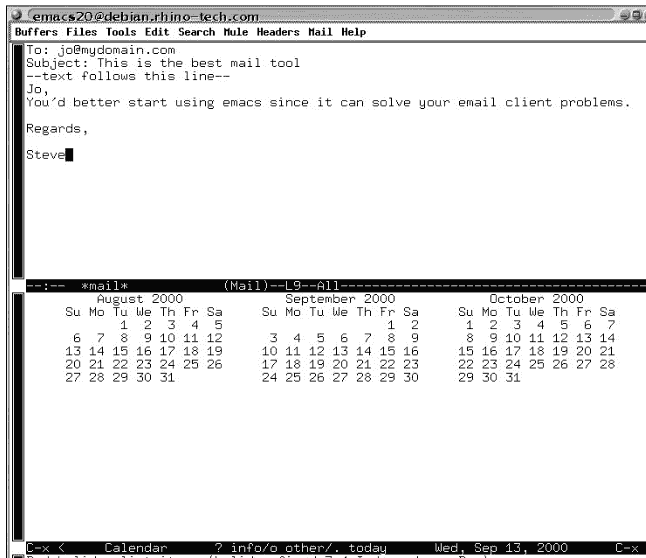 emacs20@debian.rhino-tech.com
Buffers Files Tools Edit Search Mule Headers Mail Help
To: jo@mydomain.com
Subject: This is the best mail tool
--text follows this line--
Jo,
You'd better start using emacs since it can solve your email client problems.
Regards,
Steve
--:-- *mail* (Mail)--L9--All--------------------------------------------
August 2000 September 2000 October 2000
Su Mo Tu We Th Fr Sa Su Mo Tu We Th Fr Sa Su Mo Tu We Th Fr Sa
1 2 3 4 5 1 2 1 2 3 4 5 6 7
6 7 8 9 10 11 12 3 4 5 6 7 8 9 8 9 10 11 12 13 14
13 14 15 16 17 18 19 10 11 12 13 14 15 16 15 16 17 18 19 20 21
20 21 22 23 24 25 26 17 18 19 20 21 22 23 22 23 24 25 26 27 28
27 28 29 30 31 24 25 26 27 28 29 30 29 30 31
C-x < Calendar ? info/o other/. today Wed, Sep 13, 2000 C-x